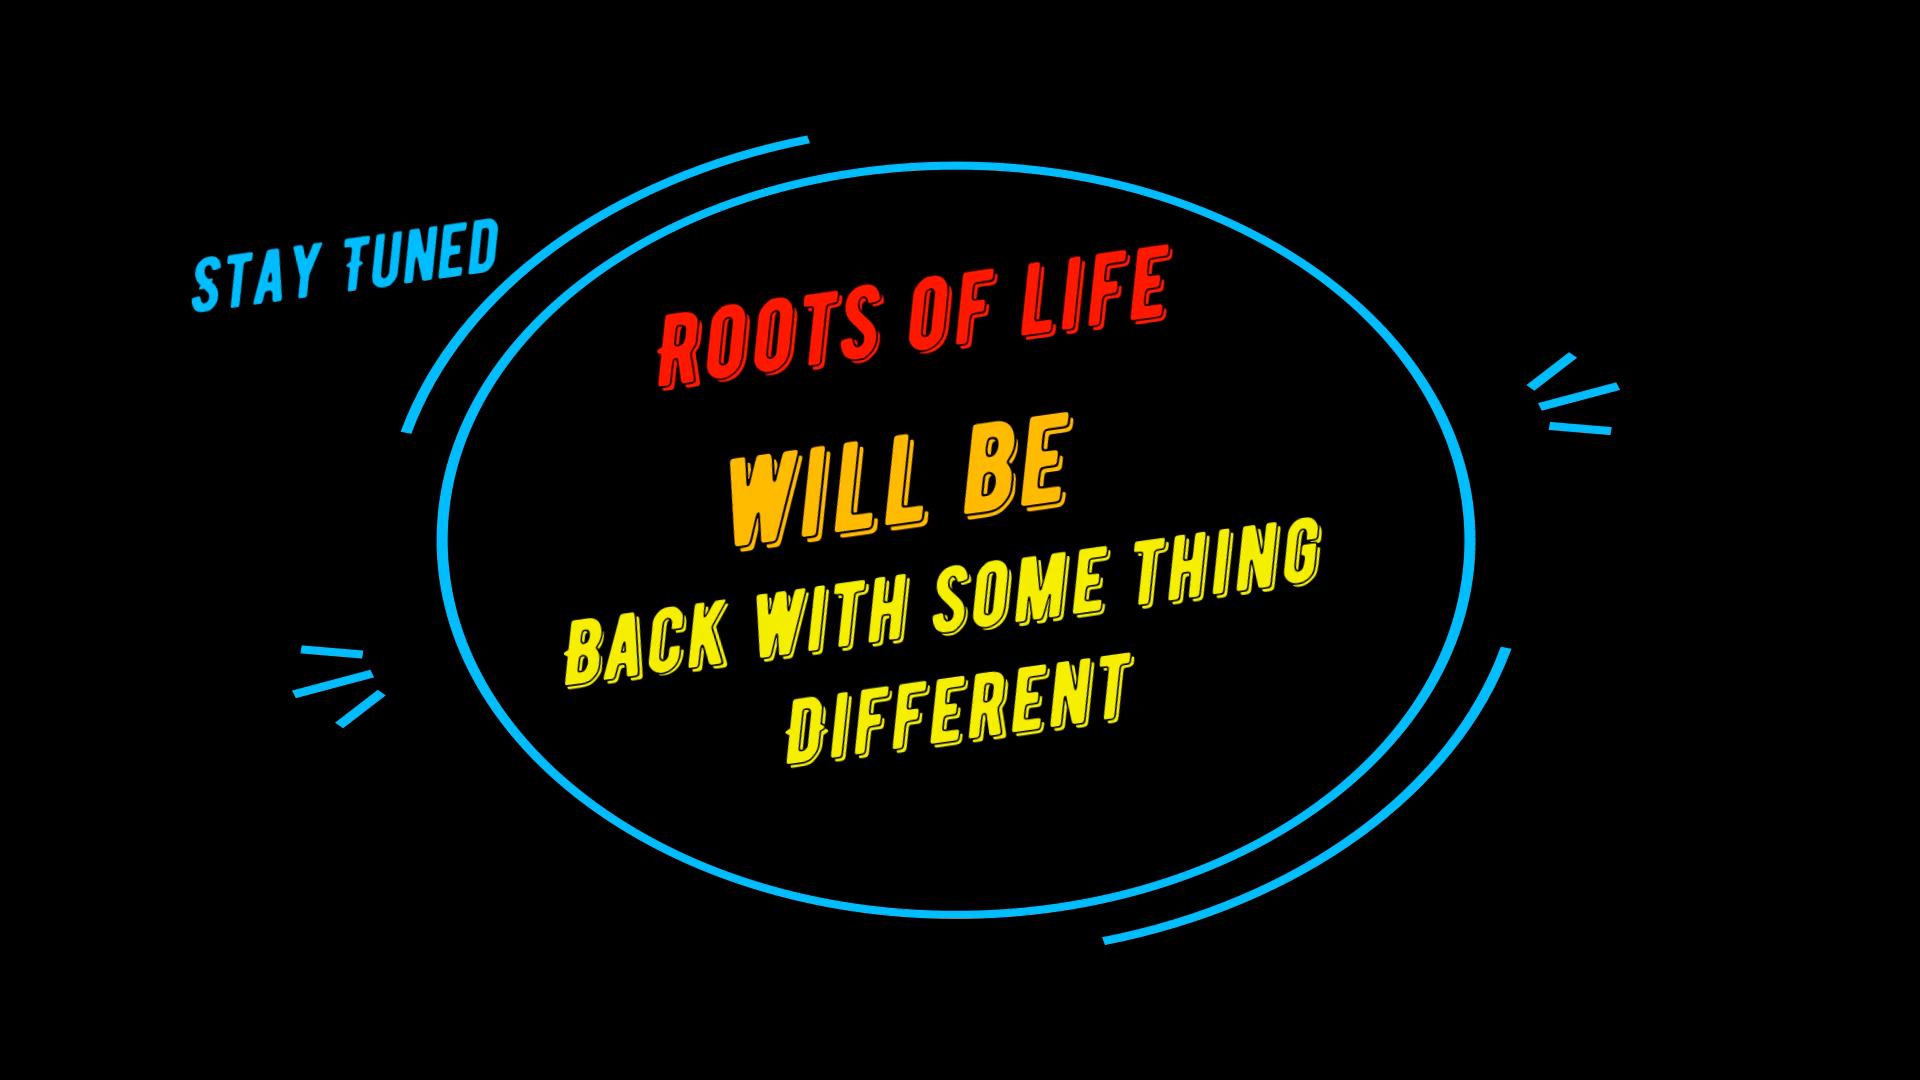 STAY TUNED
ROOTS OF LIFE
WILL BE
BACK WITH SOME THING
DIFFERENT